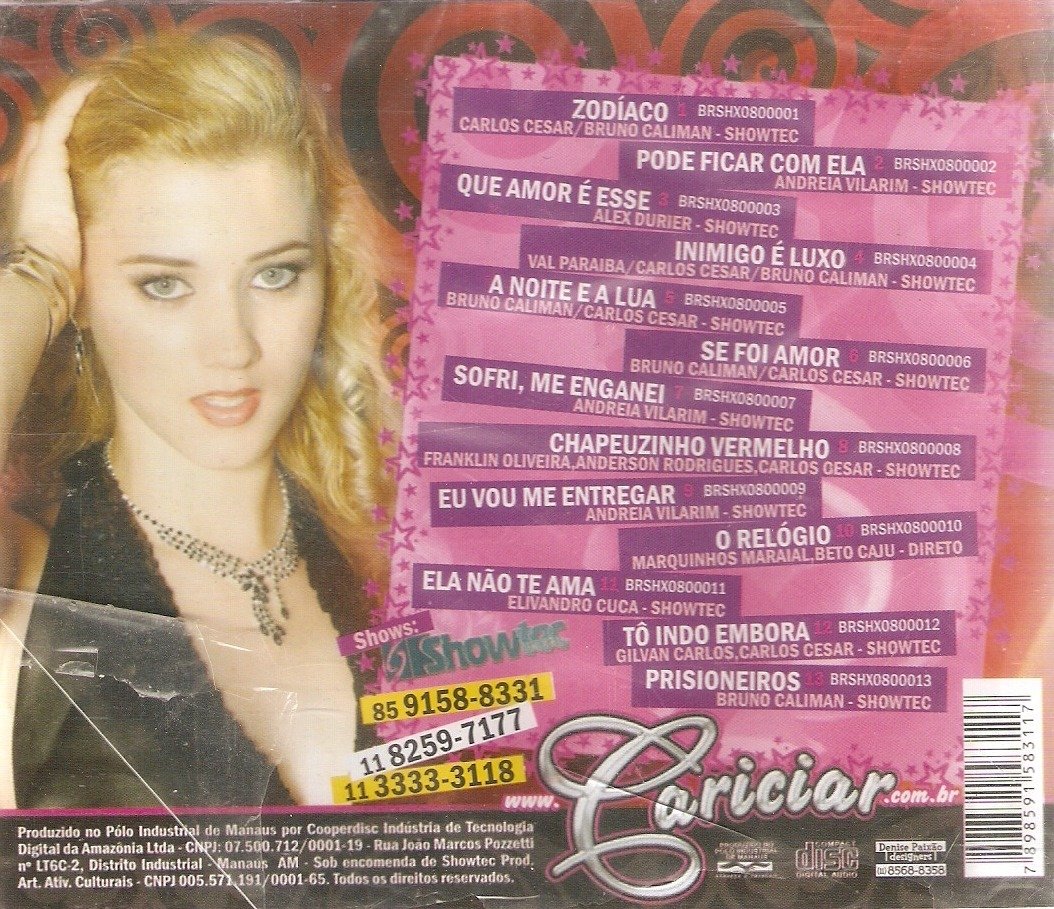 ZODÍACO 1 BRSHX0800001
CARLOS CESAR/BRUNO CALIMAN - SHOWTEC
PODE FICAR COM ELA 2 BRSHX0800002
ANDREIA VILARIM - SHOWTEC
QUE AMOR É ESSE 3 BRSHX0800003
ALEX DURIER - SHOWTEC
INIMIGO É LUXO 4 BRSHX0800004
VAL PARAIBA/CARLOS CESAR/BRUNO CALIMAN - SHOWTEC
A NOITE E A LUA 5 BRSHX0800005
BRUNO CALIMAN/CARLOS CESAR - SHOWTEC
SE FOI AMOR 6 BRSHX0800006
BRUNO CALIMAN/CARLOS CESAR - SHOWTEC
SOFRI, ME ENGANEI 7 BRSHX0800007
ANDREIA VILARIM - SHOWTEC
CHAPEUZINHO VERMELHO 8 BRSHX0800008
FRANKLIN OLIVEIRA,ANDERSON RODRIGUES,CARLOS CESAR - SHOWTEC
EU VOU ME ENTREGAR 9 BRSHX0800009
ANDREIA VILARIM - SHOWTEC
O RELÓGIO 10 BRSHX0800010
MARQUINHOS MARAIAL,BETO CAJU - DIRETO
ELA NÃO TE AMA 11 BRSHX0800011
ELIVANDRO CUCA - SHOWTEC
TÔ INDO EMBORA 12 BRSHX0800012
GILVAN CARLOS,CARLOS CESAR - SHOWTEC
PRISIONEIROS 13 BRSHX0800013
BRUNO CALIMAN - SHOWTEC
Shows:
Showtec
85 9158-8331
11 8259-7177
11 3333-3118
www.Cariciar.com.br
Produzido no Pólo Industrial de Manaus por Cooperdisc Indústria de Tecnologia
Digital da Amazônia Ltda - CNPJ: 07.500.712/0001-19 - Rua João Marcos Pozzetti
nº LT6C-2, Distrito Industrial - Manaus AM - Sob encomenda de Showtec Prod.
Art. Ativ. Culturais - CNPJ 005.571.191/0001-65. Todos os direitos reservados.
COMPACT
disc
DIGITAL AUDIO
Denise Paixão
[designers]
(11) 8568-8358
7898591583117